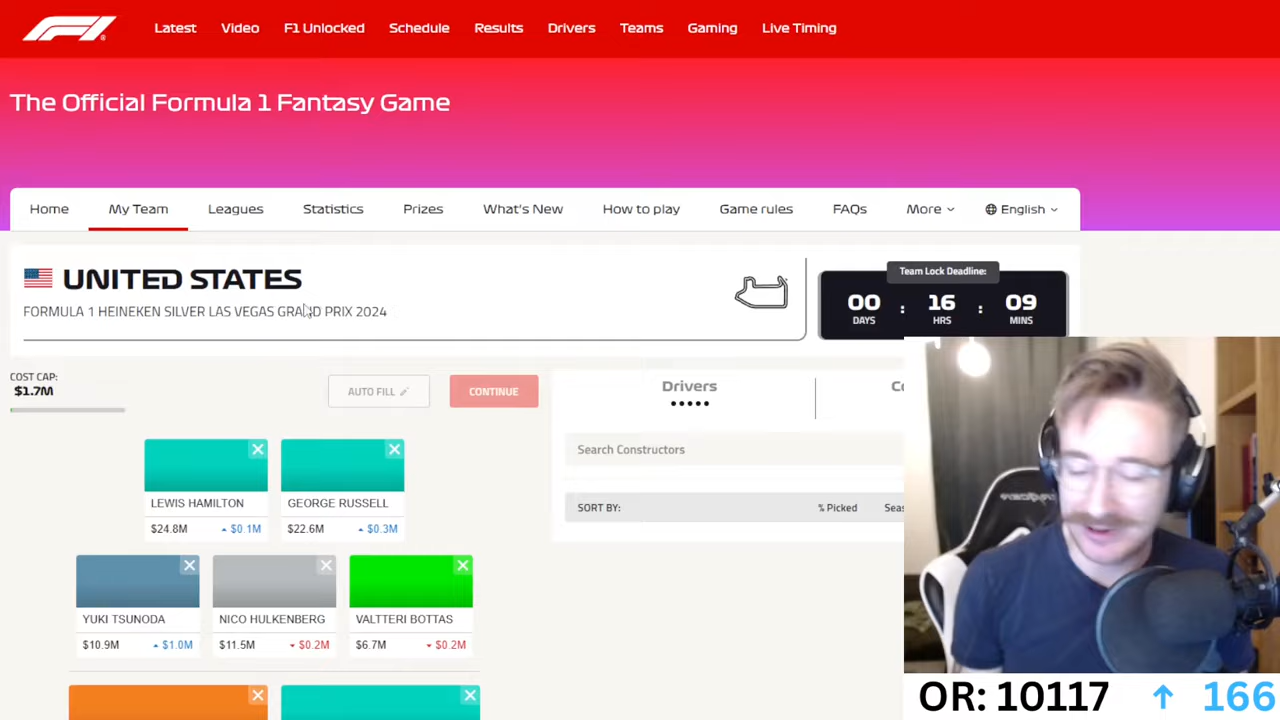 F1
Latest Video F1 Unlocked Schedule Results Drivers Teams Gaming Live Timing
The Official Formula 1 Fantasy Game
Home My Team Leagues Statistics Prizes What's New How to play Game rules FAQs More English
UNITED STATES
FORMULA 1 HEINEKEN SILVER LAS VEGAS GRAND PRIX 2024
Team Lock Deadline:
00 : 16 : 09
DAYS HRS MINS
COST CAP:
$1.7M
AUTO FILL
CONTINUE
Drivers
Search Constructors
SORT BY: % Picked
LEWIS HAMILTON
$24.8M $0.1M
GEORGE RUSSELL
$22.6M $0.3M
YUKI TSUNODA
$10.9M $1.0M
NICO HULKENBERG
$11.5M $0.2M
VALTTERI BOTTAS
$6.7M $0.2M
OR: 10117 166